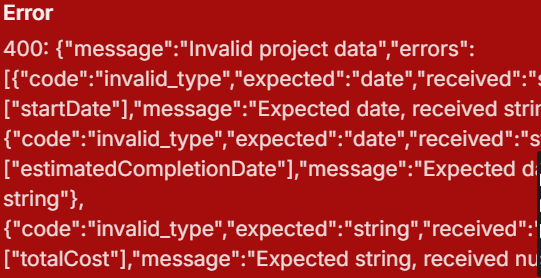 Error
400: {"message":"Invalid project data","errors":
[{"code":"invalid_type","expected":"date","received":"s
["startDate"],"message":"Expected date, received strin
{"code":"invalid_type","expected":"date","received":"st
["estimatedCompletionDate"],"message":"Expected da
string"},
{"code":"invalid_type","expected":"string","received":"
["totalCost"],"message":"Expected string, received nu